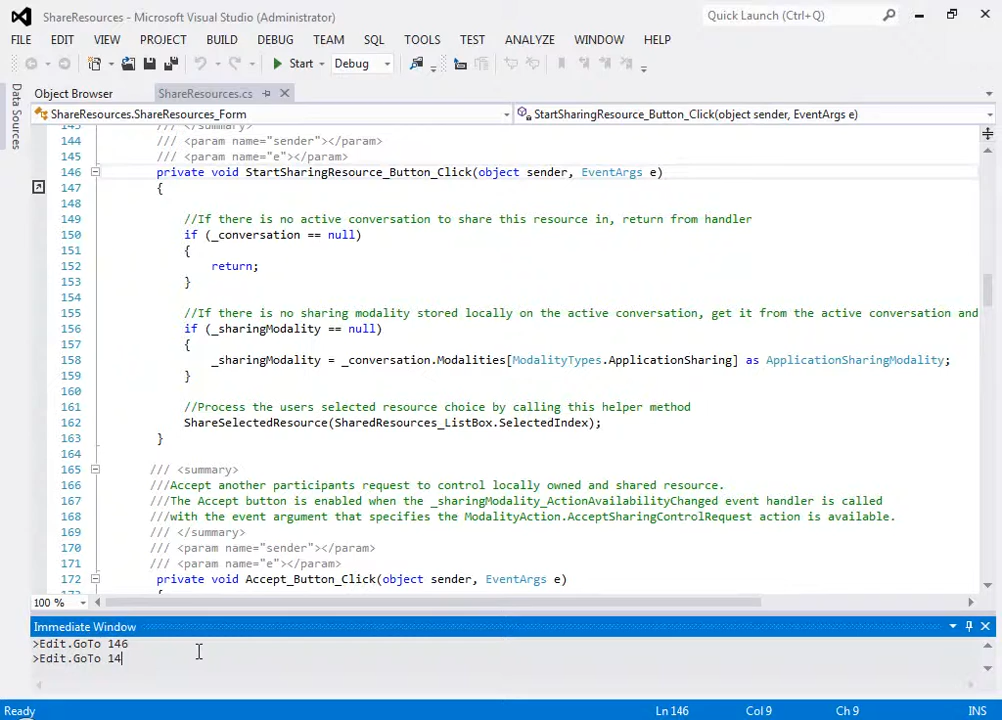 ShareResources - Microsoft Visual Studio (Administrator)
Quick Launch (Ctrl+Q)
FILE EDIT VIEW PROJECT BUILD DEBUG TEAM SQL TOOLS TEST ANALYZE WINDOW HELP
Start Debug
Data Sources
Object Browser ShareResources.cs
ShareResources.ShareResources_Form StartSharingResource_Button_Click(object sender, EventArgs e)
143 /// </summary>
144 /// <param name="sender"></param>
145 /// <param name="e"></param>
146 private void StartSharingResource_Button_Click(object sender, EventArgs e)
147 {
148
149 //If there is no active conversation to share this resource in, return from handler
150 if (_conversation == null)
151 {
152 return;
153 }
154
155 //If there is no sharing modality stored locally on the active conversation, get it from the active conversation and
156 if (_sharingModality == null)
157 {
158 _sharingModality = _conversation.Modalities[ModalityTypes.ApplicationSharing] as ApplicationSharingModality;
159 }
160
161 //Process the users selected resource choice by calling this helper method
162 ShareSelectedResource(SharedResources_ListBox.SelectedIndex);
163 }
164
165 /// <summary>
166 ///Accept another participants request to control locally owned and shared resource.
167 ///The Accept button is enabled when the _sharingModality_ActionAvailabilityChanged event handler is called
168 ///with the event argument that specifies the ModalityAction.AcceptSharingControlRequest action is available.
169 /// </summary>
170 /// <param name="sender"></param>
171 /// <param name="e"></param>
172 private void Accept_Button_Click(object sender, EventArgs e)
100 %
Immediate Window
>Edit.GoTo 146
>Edit.GoTo 14
Ready Ln 146 Col 9 Ch 9 INS